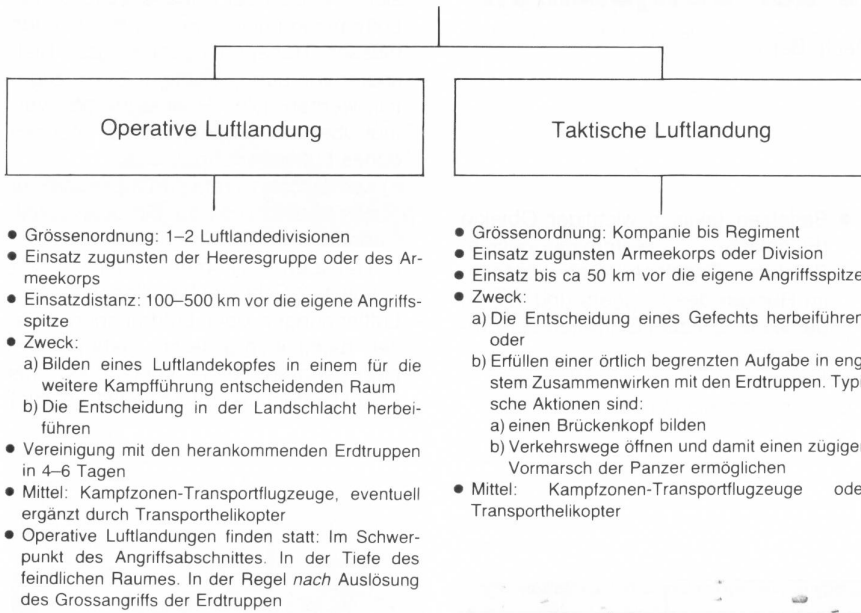 Operative Luftlandung
● Grössenordnung: 1–2 Luftlandedivisionen
● Einsatz zugunsten der Heeresgruppe oder des Ar-
meekorps
● Einsatzdistanz: 100–500 km vor die eigene Angriffs-
spitze
● Zweck:
a) Bilden eines Luftlandekopfes in einem für die
weitere Kampfführung entscheidenden Raum
b) Die Entscheidung in der Landschlacht herbei-
führen
● Vereinigung mit den herankommenden Erdtruppen
in 4–6 Tagen
● Mittel: Kampfzonen-Transportflugzeuge, eventuell
ergänzt durch Transporthelikopter
● Operative Luftlandungen finden statt: Im Schwer-
punkt des Angriffsabschnittes. In der Tiefe des
feindlichen Raumes. In der Regel nach Auslösung
des Grossangriffs der Erdtruppen
Taktische Luftlandung
● Grössenordnung: Kompanie bis Regiment
● Einsatz zugunsten Armeekorps oder Division
● Einsatz bis ca 50 km vor die eigene Angriffsspitze
● Zweck:
a) Die Entscheidung eines Gefechts herbeiführen
oder
b) Erfüllen einer örtlich begrenzten Aufgabe in eng
stem Zusammenwirken mit den Erdtruppen. Typi
sche Aktionen sind:
a) einen Brückenkopf bilden
b) Verkehrswege öffnen und damit einen zügigen
Vormarsch der Panzer ermöglichen
● Mittel: Kampfzonen-Transportflugzeuge ode
Transporthelikopter